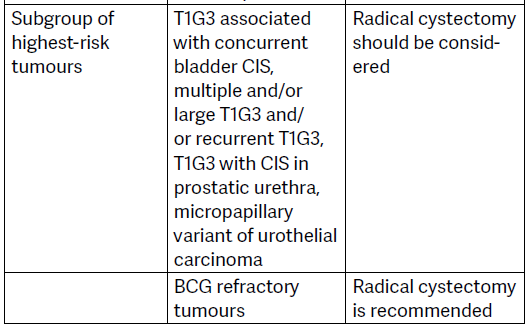 Subgroup of
highest-risk
tumours
T1G3 associated
with concurrent
bladder CIS,
multiple and/or
large T1G3 and/
or recurrent T1G3,
T1G3 with CIS in
prostatic urethra,
micropapillary
variant of urothelial
carcinoma
Radical cystectomy
should be consid-
ered
BCG refractory
tumours
Radical cystectomy
is recommended